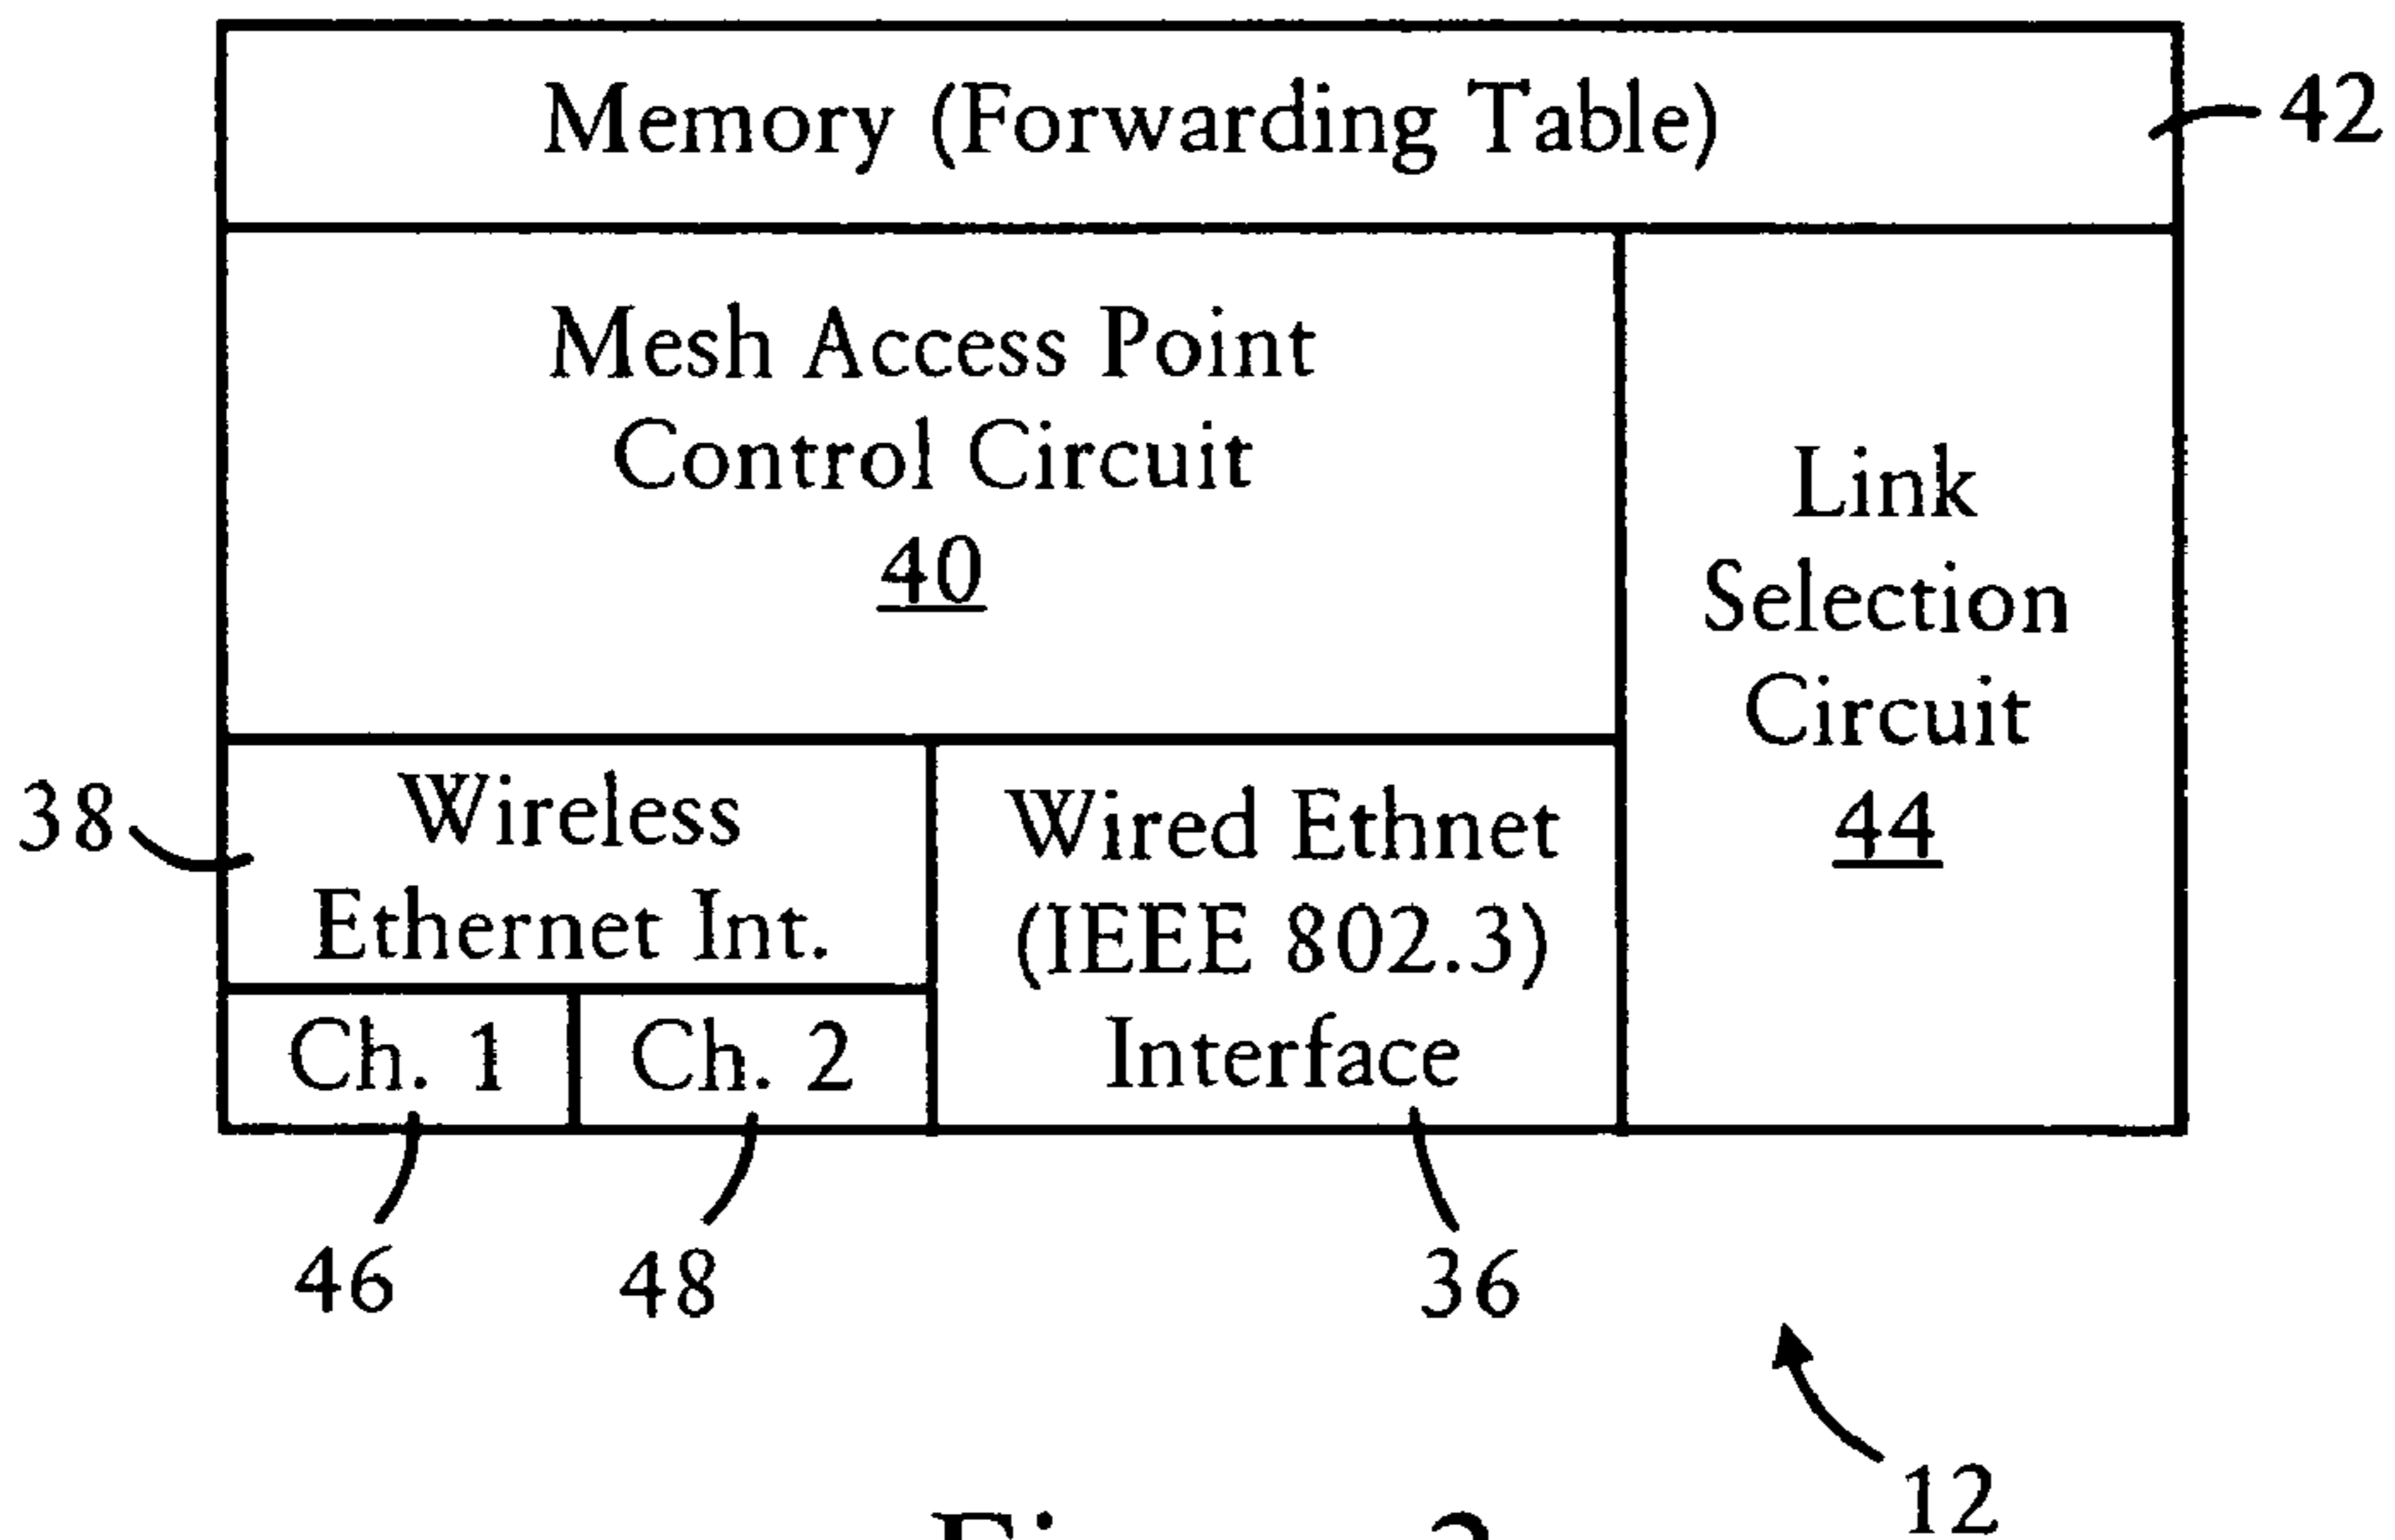 Memory (Forwarding Table)
42
Mesh Access Point
Control Circuit
40
Link
Selection
Circuit
44
38
Wireless
Ethernet Int.
Wired Ethnet
(IEEE 802.3)
Interface
Ch. 1
Ch. 2
46
48
36
12